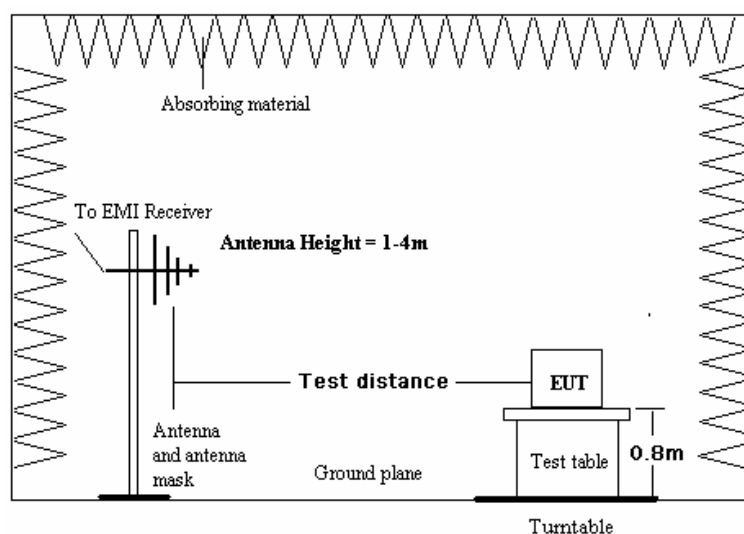 Absorbing material
To EMI Receiver
Antenna Height = 1-4m
Test distance
EUT
Antenna
and antenna
mask
Ground plane
Test table
0.8m
Turntable